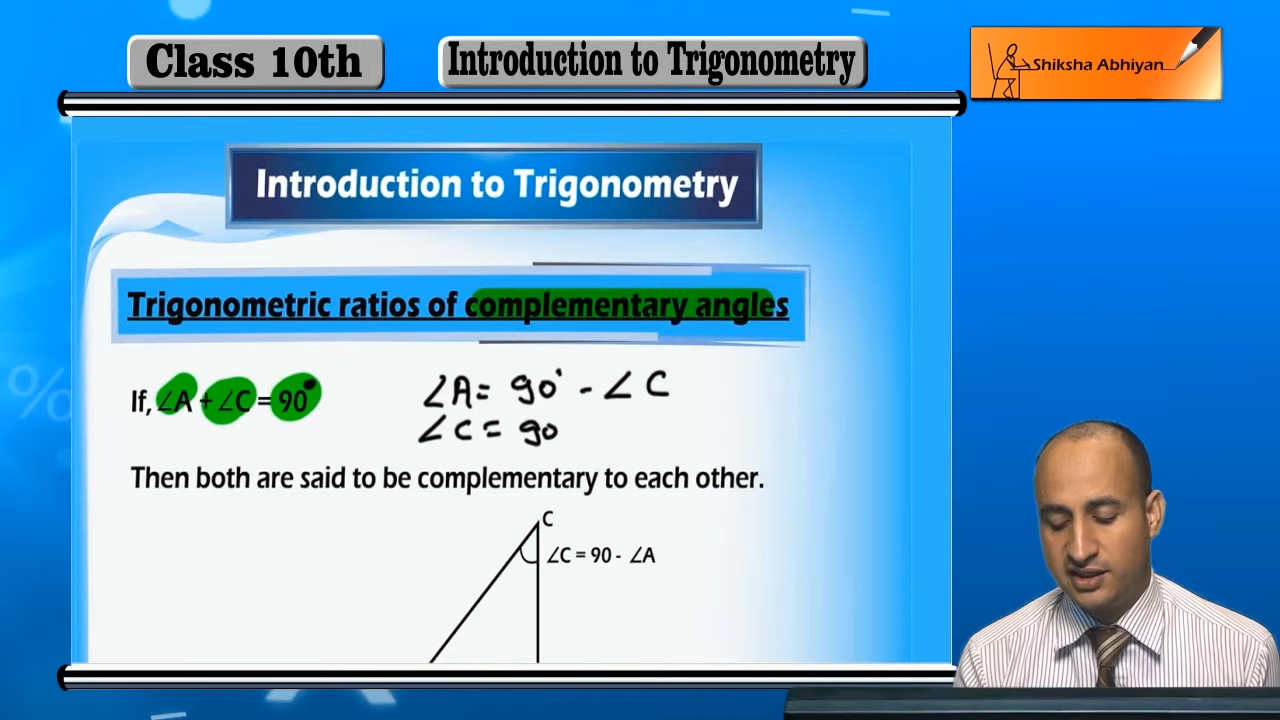 Class 10th
Introduction to Trigonometry
Shiksha Abhiyan
Introduction to Trigonometry
Trigonometric ratios of complementary angles
If, ∠A + ∠C = 90°
∠A = 90° - ∠C
∠C = 90
Then both are said to be complementary to each other.
C
∠C = 90 - ∠A
%